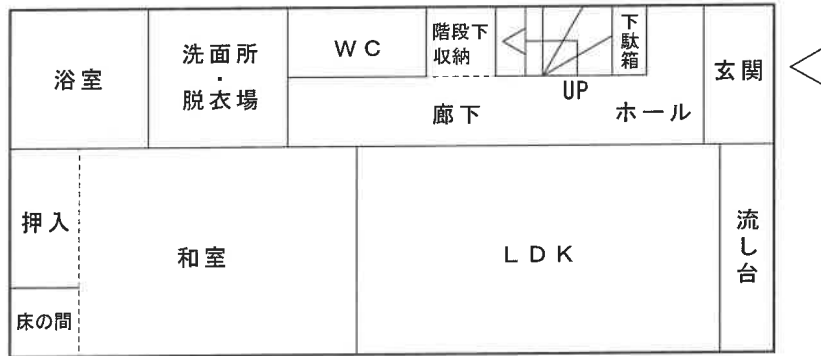 浴室
洗面所
・
脱衣場
WC
階段下
収納
下駄箱
玄関
UP
廊下
ホール
押入
和室
LDK
流し台
床の間